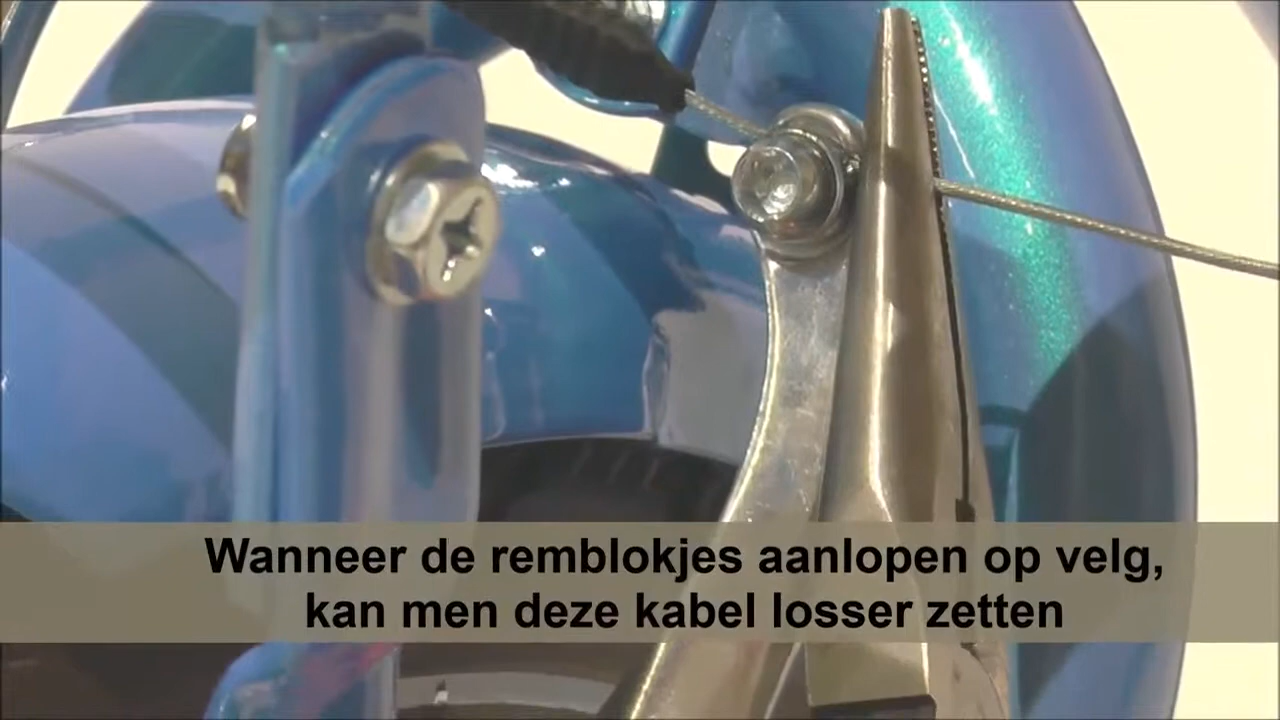 Wanneer de remblokjes aanlopen op velg,
kan men deze kabel losser zetten